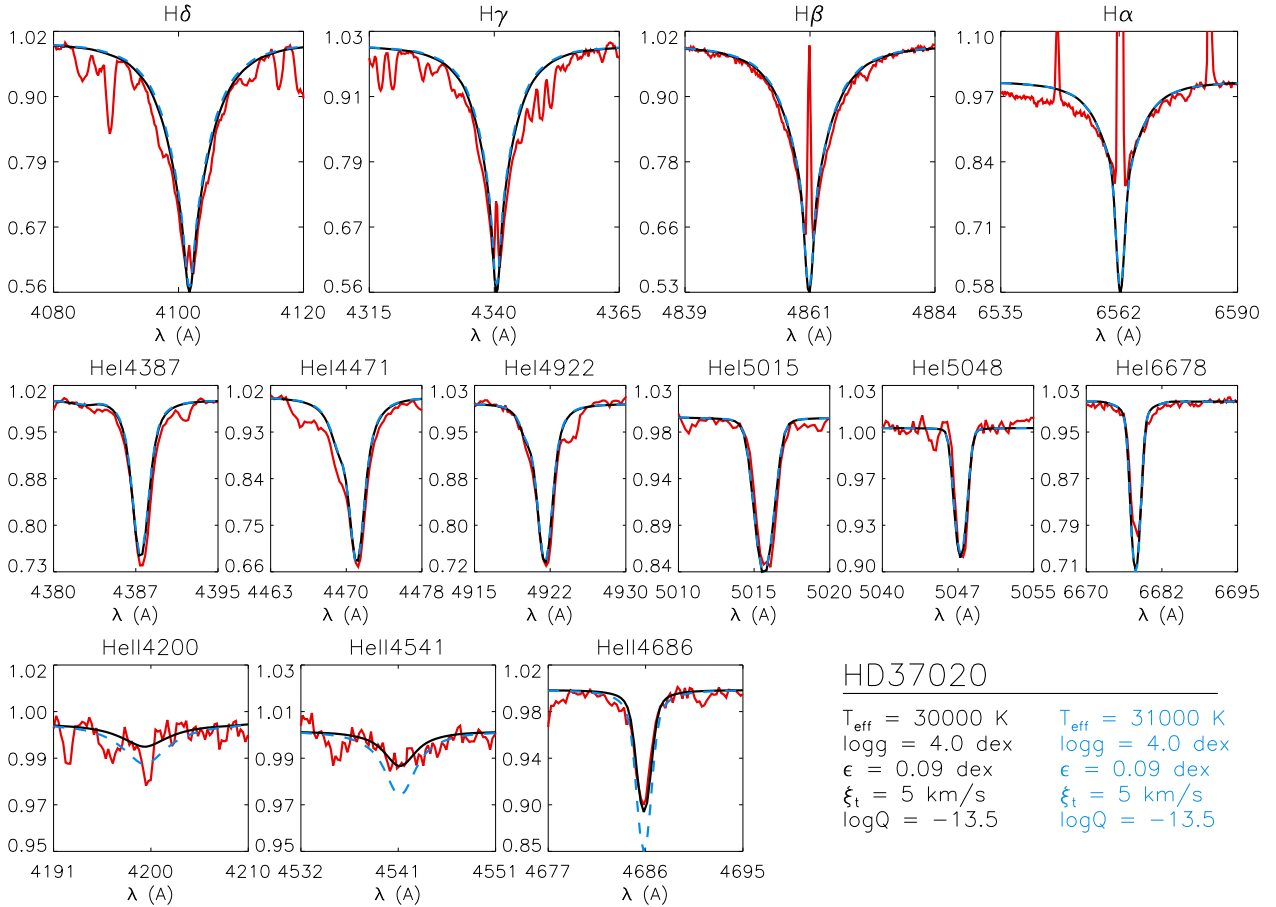 Hδ Hγ Hβ Hα
1.02 0.90 0.79 0.67 0.56
4080 4100 4120
λ (A)
1.03 0.91 0.79 0.67 0.56
4315 4340 4365
λ (A)
1.02 0.90 0.78 0.66 0.53
4839 4861 4884
λ (A)
1.10 0.97 0.84 0.71 0.58
6535 6562 6590
λ (A)
HeI4387 HeI4471 HeI4922 HeI5015 HeI5048 HeI6678
1.02 0.95 0.88 0.80 0.73
4380 4387 4395
λ (A)
1.02 0.93 0.84 0.75 0.66
4463 4470 4478
λ (A)
1.03 0.95 0.88 0.80 0.72
4915 4922 4930
λ (A)
1.03 0.98 0.94 0.89 0.84
5010 5015 5020
λ (A)
1.03 1.00 0.97 0.93 0.90
5040 5047 5055
λ (A)
1.03 0.95 0.87 0.79 0.71
6670 6682 6695
λ (A)
HeII4200 HeII4541 HeII4686
1.02 1.00 0.99 0.97 0.95
4191 4200 4210
λ (A)
1.03 1.01 0.99 0.97 0.95
4532 4541 4551
λ (A)
1.02 0.98 0.94 0.90 0.85
4677 4686 4695
λ (A)
HD37020
T_eff = 30000 K
logg = 4.0 dex
ϵ = 0.09 dex
ξ_t = 5 km/s
logQ = −13.5
T_eff = 31000 K
logg = 4.0 dex
ϵ = 0.09 dex
ξ_t = 5 km/s
logQ = −13.5